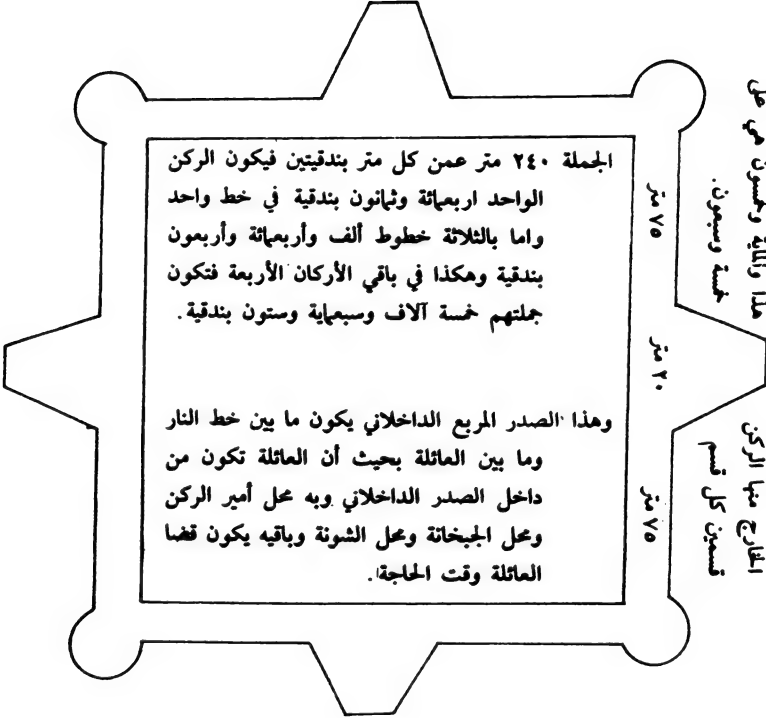 الجملة ٢٤٠ متر عمن كل متر بندقيتين فيكون الركن
الواحد اربعمائة وثمانون بندقية في خط واحد
واما بالثلاثة خطوط ألف وأربعمائة وأربعون
بندقية وهكذا في باقي الأركان الأربعة فتكون
جملتهم خمسة آلاف وسبعماية وستون بندقية.
وهذا الصدر المربع الداخلاني يكون ما بين خط النار
وما بين العائلة بحيث أن العائلة تكون من
داخل الصدر الداخلاني وبه محل أمير الركن
ومحل الجبخانة ومحل الشونة وباقيه يكون قضا
العائلة وقت الحاجة.
٧٥ متر
٢٠ متر
٧٥ متر
هذا والماية وخمسون هي على
خمسة وسبعون.
الخارج منها الركن
قسمين كل قسم